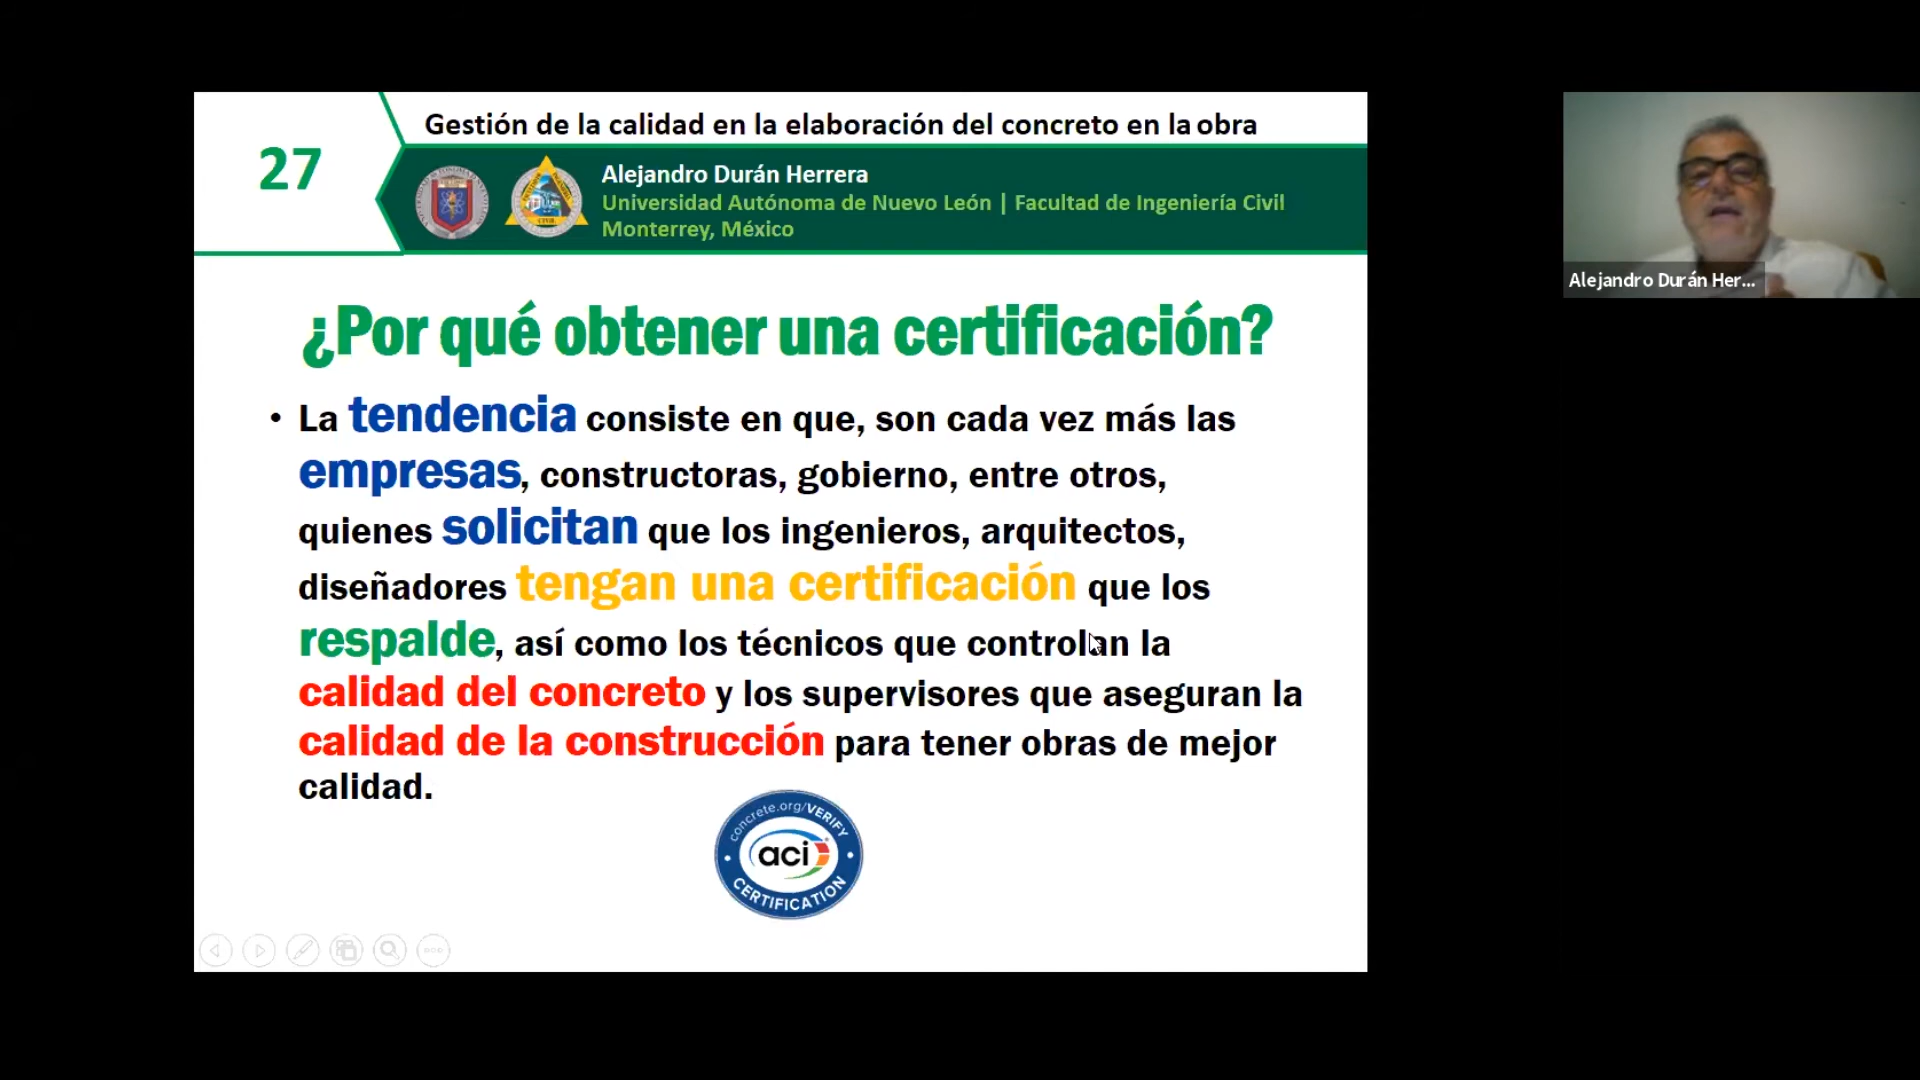 Gestión de la calidad en la elaboración del concreto en la obra
27
Alejandro Durán Herrera
Universidad Autónoma de Nuevo León | Facultad de Ingeniería Civil
Monterrey, México
¿Por qué obtener una certificación?
• La tendencia consiste en que, son cada vez más las
empresas, constructoras, gobierno, entre otros,
quienes solicitan que los ingenieros, arquitectos,
diseñadores tengan una certificación que los
respalde, así como los técnicos que controlan la
calidad del concreto y los supervisores que aseguran la
calidad de la construcción para tener obras de mejor
calidad.
concrete.org/VERIFY
aci
CERTIFICATION
Alejandro Durán Her...